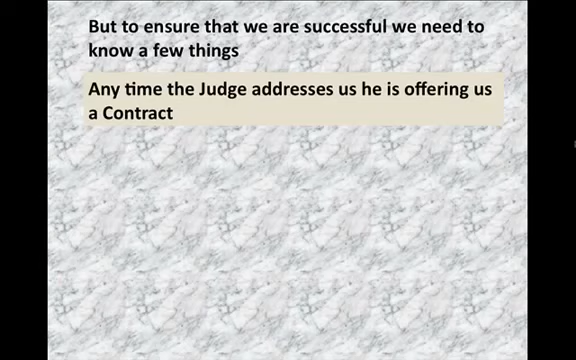 But to ensure that we are successful we need to
know a few things
Any time the Judge addresses us he is offering us
a Contract